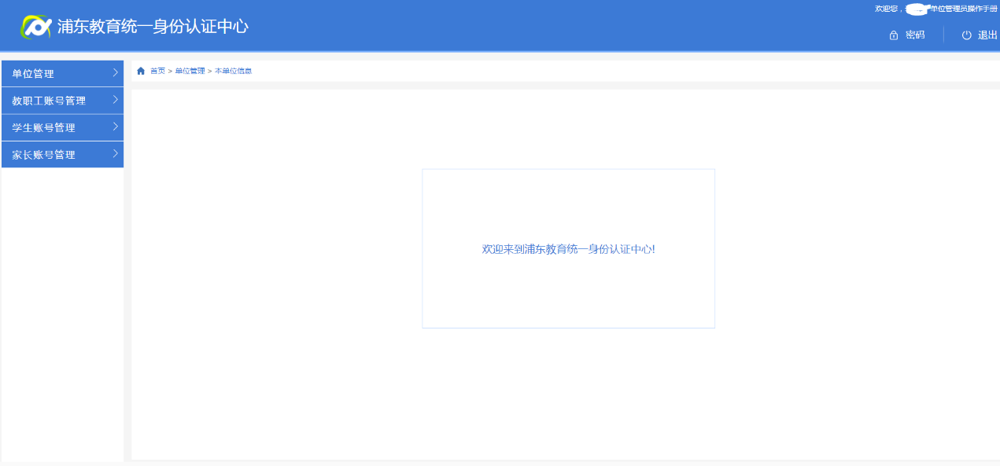 欢迎您，
单位管理员操作手册
浦东教育统一身份认证中心
密码
退出
单位管理
教职工账号管理
学生账号管理
家长账号管理
首页 > 单位管理 > 本单位信息
欢迎来到浦东教育统一身份认证中心!